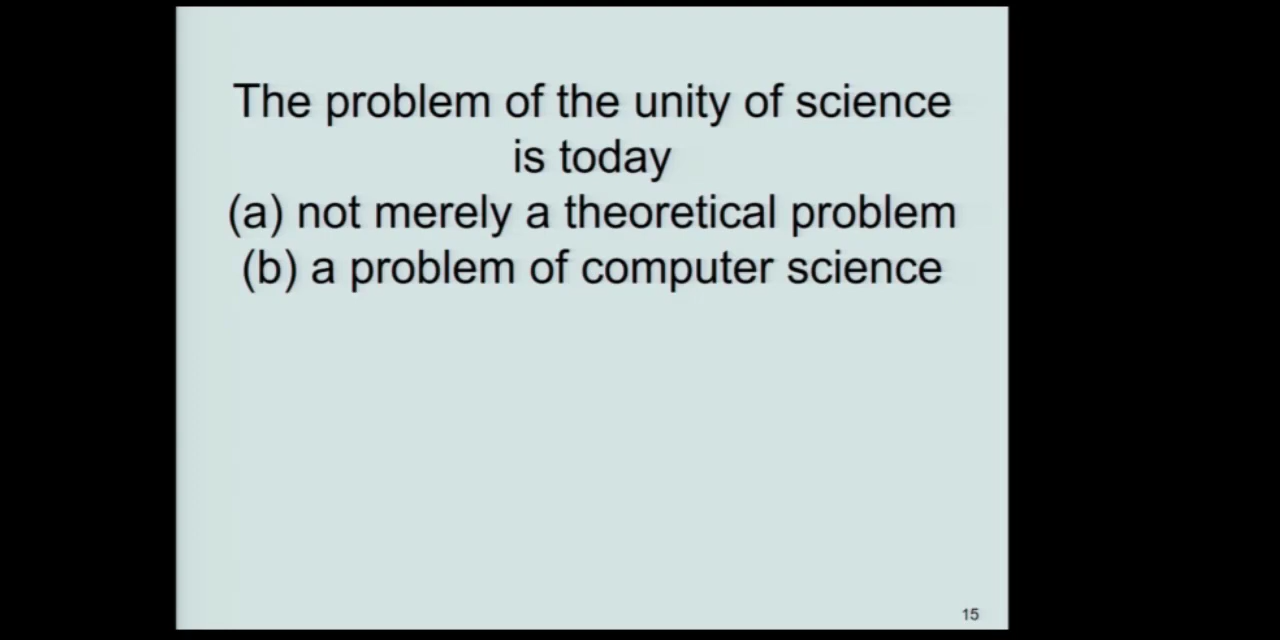 The problem of the unity of science
is today
(a) not merely a theoretical problem
(b) a problem of computer science
15